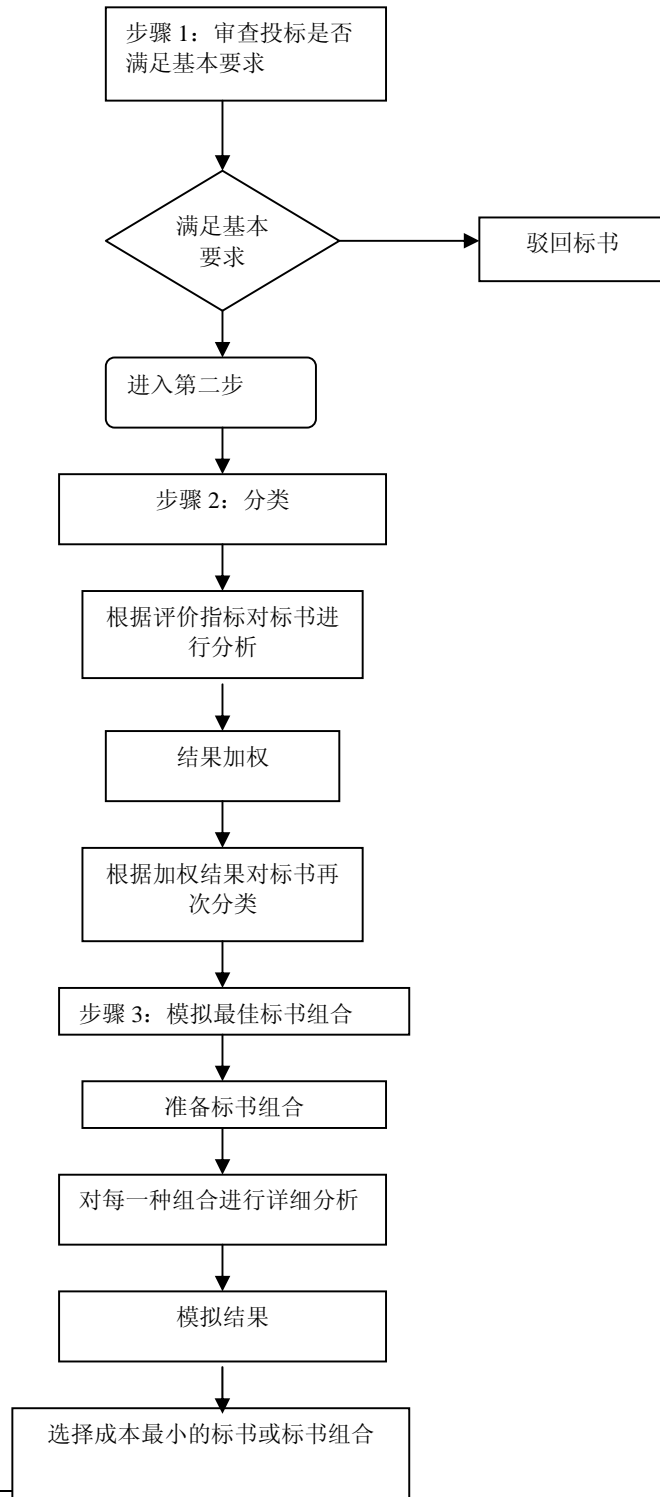 步骤 1：审查投标是否
满足基本要求
满足基本
要求
驳回标书
进入第二步
步骤 2：分类
根据评价指标对标书进
行分析
结果加权
根据加权结果对标书再
次分类
步骤 3：模拟最佳标书组合
准备标书组合
对每一种组合进行详细分析
模拟结果
选择成本最小的标书或标书组合